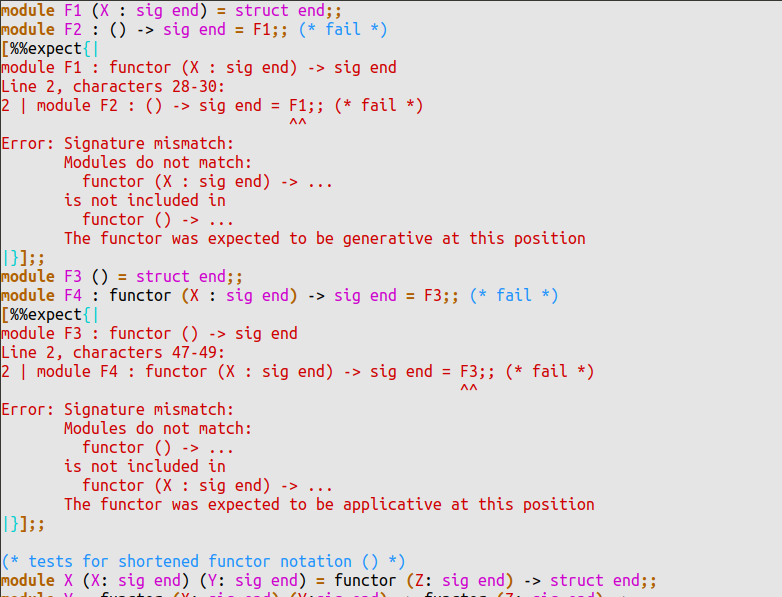 module F1 (X : sig end) = struct end;;
module F2 : () -> sig end = F1;; (* fail *)
[%%expect{|
module F1 : functor (X : sig end) -> sig end
Line 2, characters 28-30:
2 | module F2 : () -> sig end = F1;; (* fail *)
^^
Error: Signature mismatch:
Modules do not match:
functor (X : sig end) -> ...
is not included in
functor () -> ...
The functor was expected to be generative at this position
|}];;
module F3 () = struct end;;
module F4 : functor (X : sig end) -> sig end = F3;; (* fail *)
[%%expect{|
module F3 : functor () -> sig end
Line 2, characters 47-49:
2 | module F4 : functor (X : sig end) -> sig end = F3;; (* fail *)
^^
Error: Signature mismatch:
Modules do not match:
functor () -> ...
is not included in
functor (X : sig end) -> ...
The functor was expected to be applicative at this position
|}];;
(* tests for shortened functor notation () *)
module X (X: sig end) (Y: sig end) = functor (Z: sig end) -> struct end;;